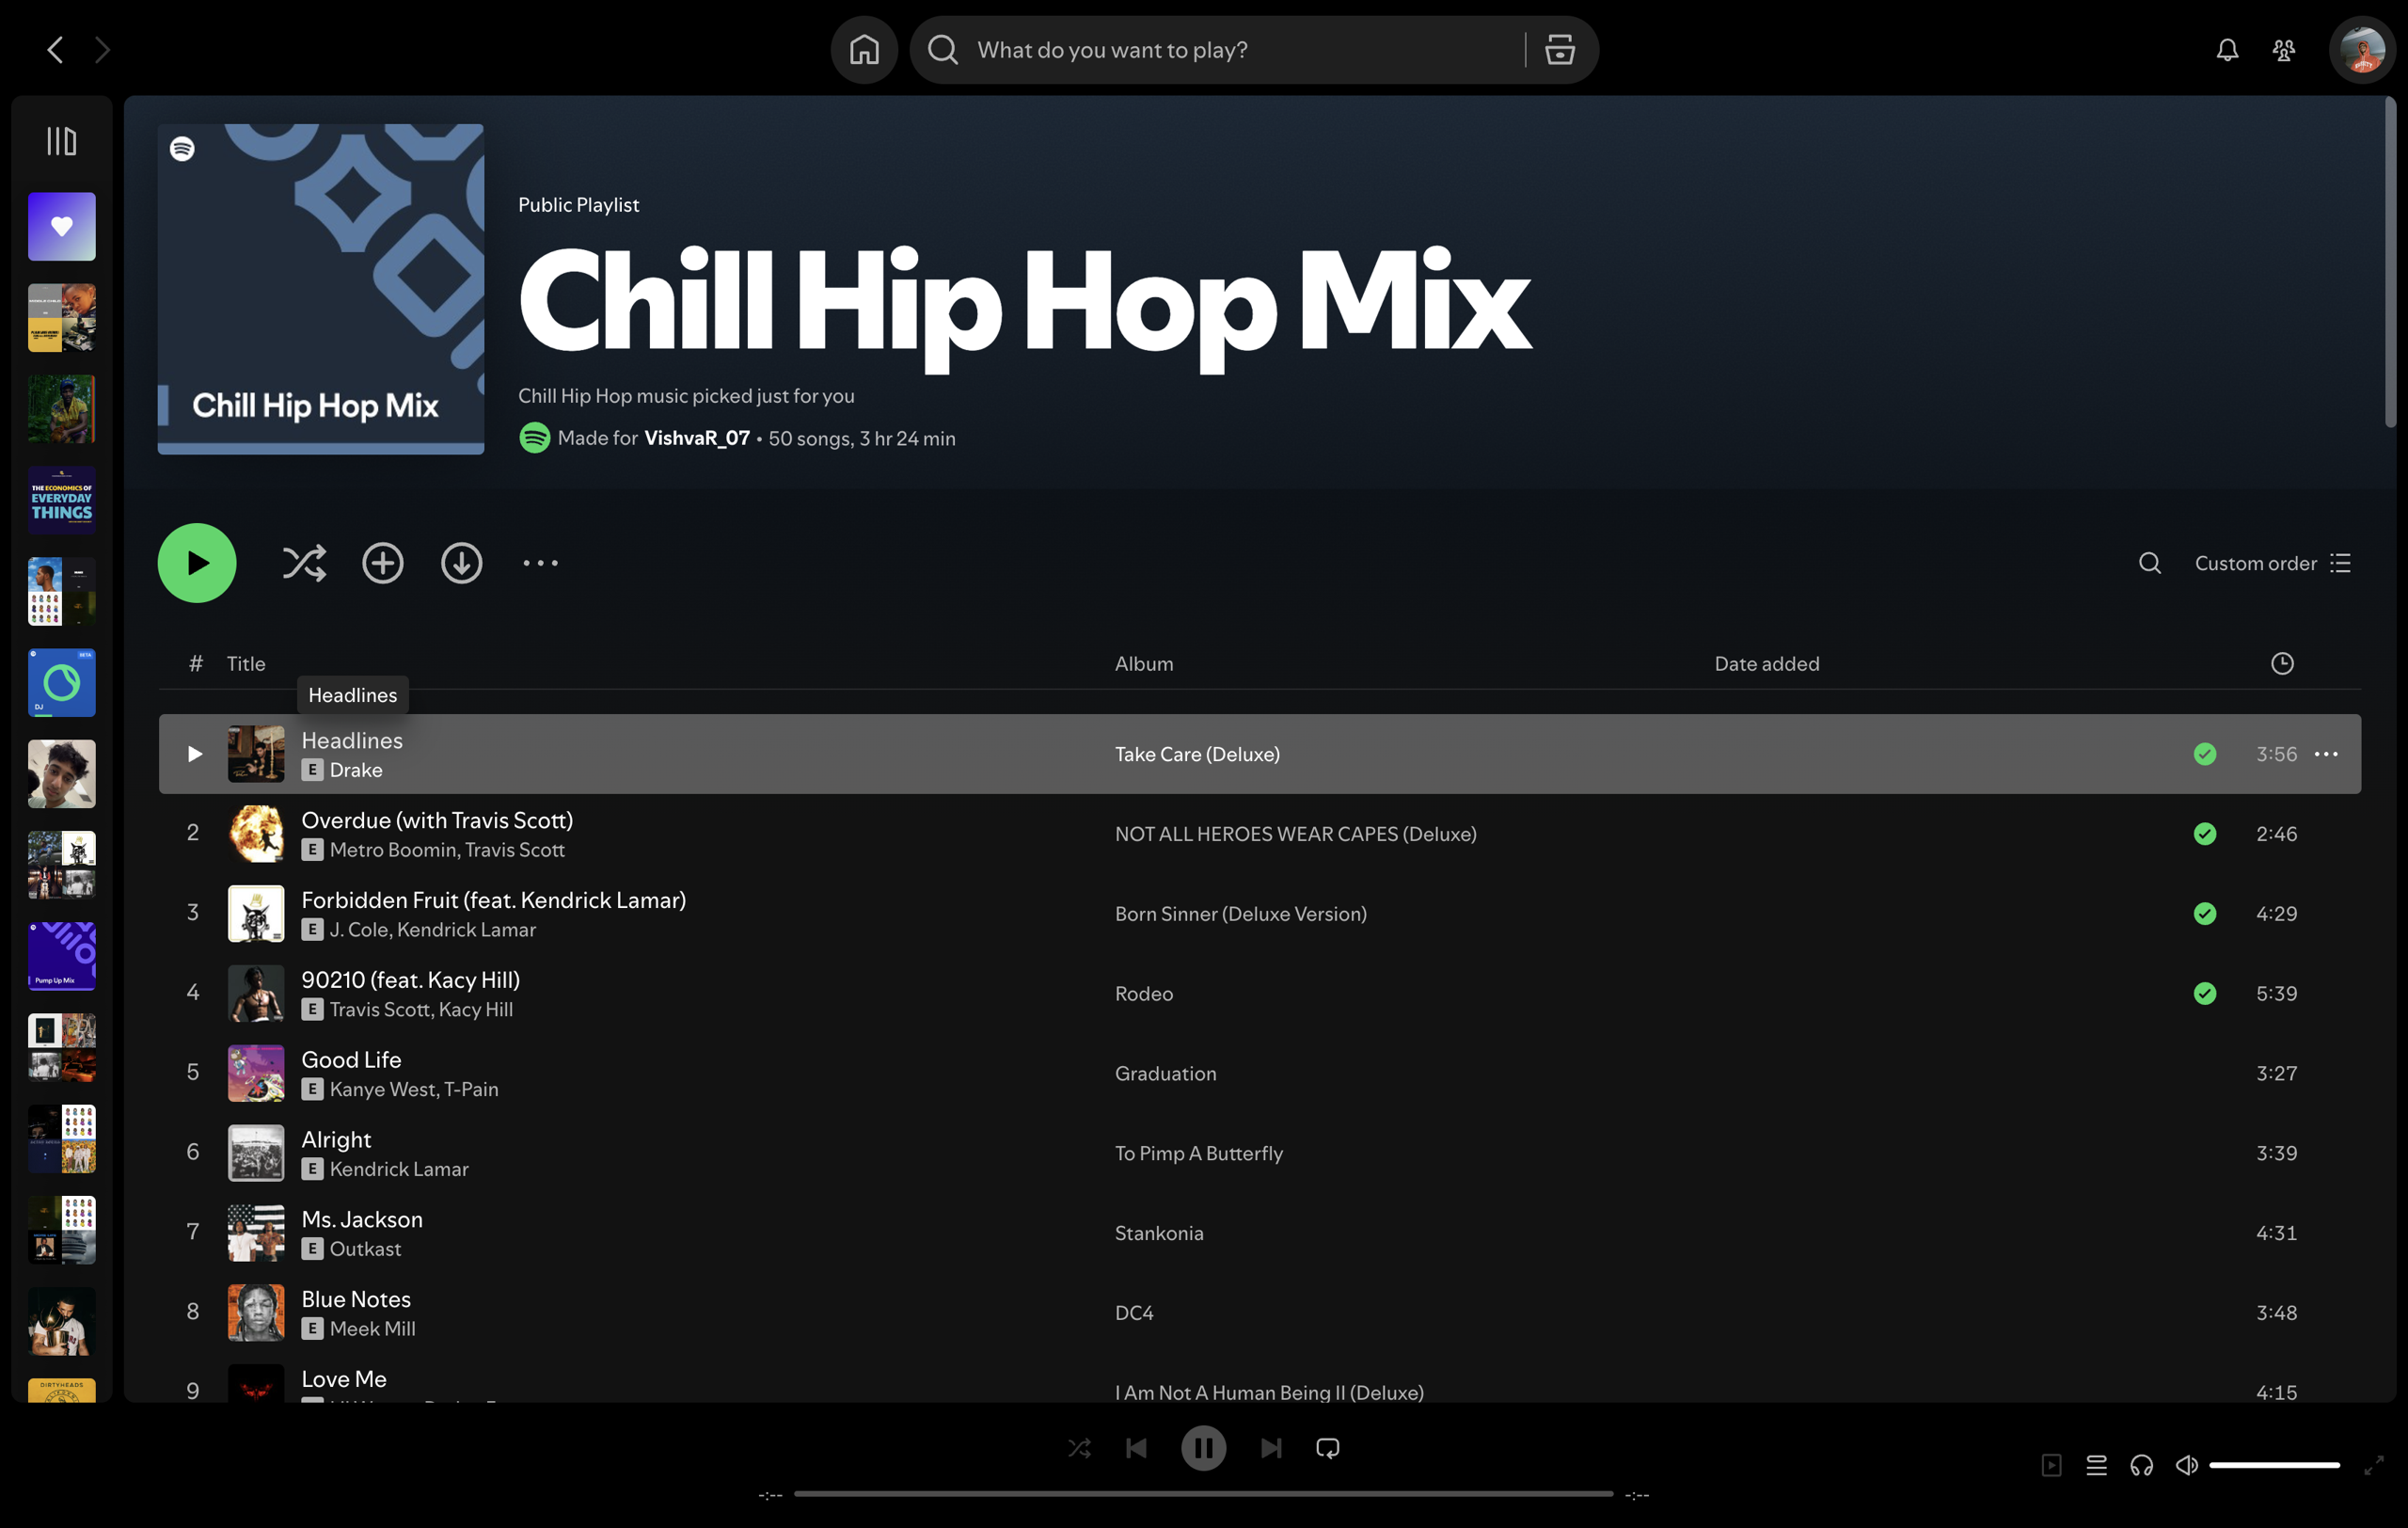 What do you want to play?
Public Playlist
Chill Hip Hop Mix
Chill Hip Hop Mix
Chill Hip Hop music picked just for you
Made for VishvaR_07 • 50 songs, 3 hr 24 min
THE ECONOMICS OF
EVERYDAY
THINGS
Custom order
BETA
DJ
# Title Album Date added
Headlines
Headlines
Take Care (Deluxe) 3:56
E Drake
2 Overdue (with Travis Scott)
NOT ALL HEROES WEAR CAPES (Deluxe) 2:46
E Metro Boomin, Travis Scott
3 Forbidden Fruit (feat. Kendrick Lamar)
Born Sinner (Deluxe Version) 4:29
E J. Cole, Kendrick Lamar
Pump Up Mix
4 90210 (feat. Kacy Hill)
Rodeo 5:39
E Travis Scott, Kacy Hill
5 Good Life
Graduation 3:27
E Kanye West, T-Pain
6 Alright
To Pimp A Butterfly 3:39
E Kendrick Lamar
7 Ms. Jackson
Stankonia 4:31
E Outkast
8 Blue Notes
DC4 3:48
E Meek Mill
9 Love Me
I Am Not A Human Being II (Deluxe) 4:15
DIRTYHEADS
-:-- -:--